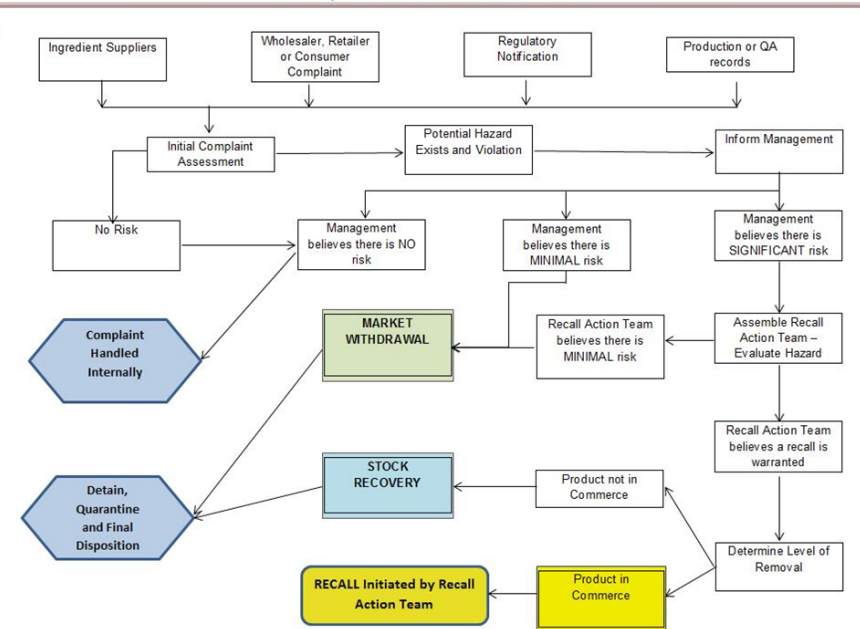 Ingredient Suppliers
Wholesaler, Retailer
or Consumer
Complaint
Regulatory
Notification
Production or QA
records
Initial Complaint
Assessment
Potential Hazard
Exists and Violation
Inform Management
No Risk
Management
believes there is NO
risk
Management
believes there is
MINIMAL risk
Management
believes there is
SIGNIFICANT risk
Complaint
Handled
Internally
MARKET
WITHDRAWAL
Recall Action Team
believes there is
MINIMAL risk
Assemble Recall
Action Team –
Evaluate Hazard
Recall Action Team
believes a recall is
warranted
Detain,
Quarantine
and Final
Disposition
STOCK
RECOVERY
Product not in
Commerce
Determine Level of
Removal
RECALL Initiated by Recall
Action Team
Product in
Commerce